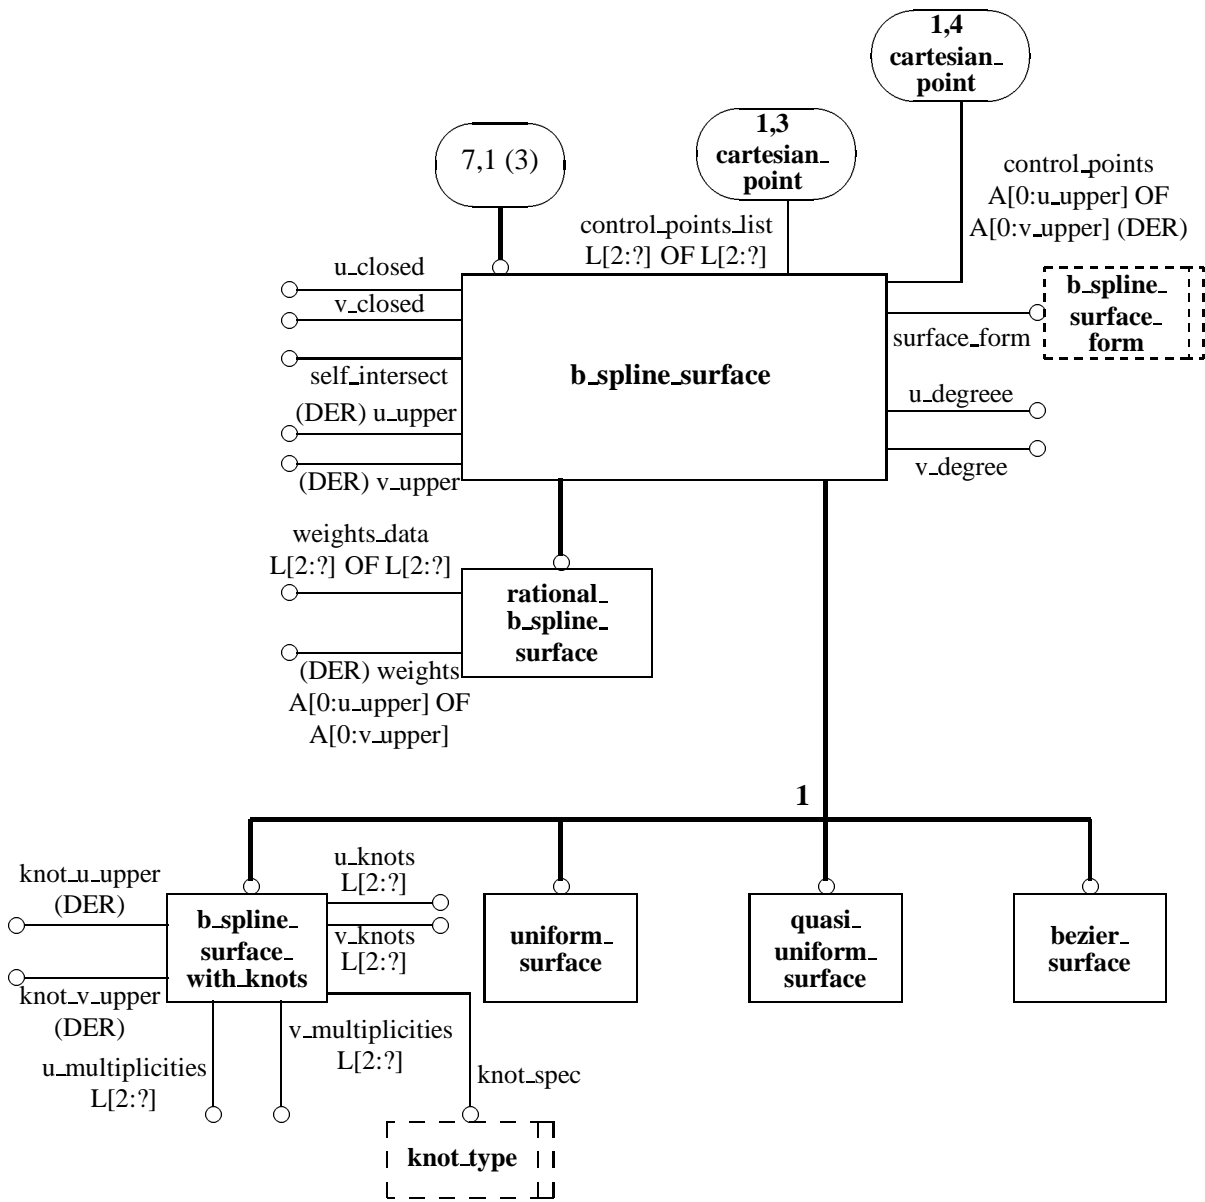 1,4
cartesian_
point
1,3
cartesian_
point
7,1 (3)
control_points
A[0:u_upper] OF
A[0:v_upper] (DER)
control_points_list
L[2:?] OF L[2:?]
u_closed
v_closed
self_intersect
(DER) u_upper
(DER) v_upper
b_spline_surface
b_spline_
surface_
form
surface_form
u_degreee
v_degree
weights_data
L[2:?] OF L[2:?]
rational_
b_spline_
surface
(DER) weights
A[0:u_upper] OF
A[0:v_upper]
1
knot_u_upper
(DER)
knot_v_upper
(DER)
b_spline_
surface_
with_knots
u_knots
L[2:?]
v_knots
L[2:?]
uniform_
surface
quasi_
uniform_
surface
bezier_
surface
u_multiplicities
L[2:?]
v_multiplicities
L[2:?]
knot_spec
knot_type